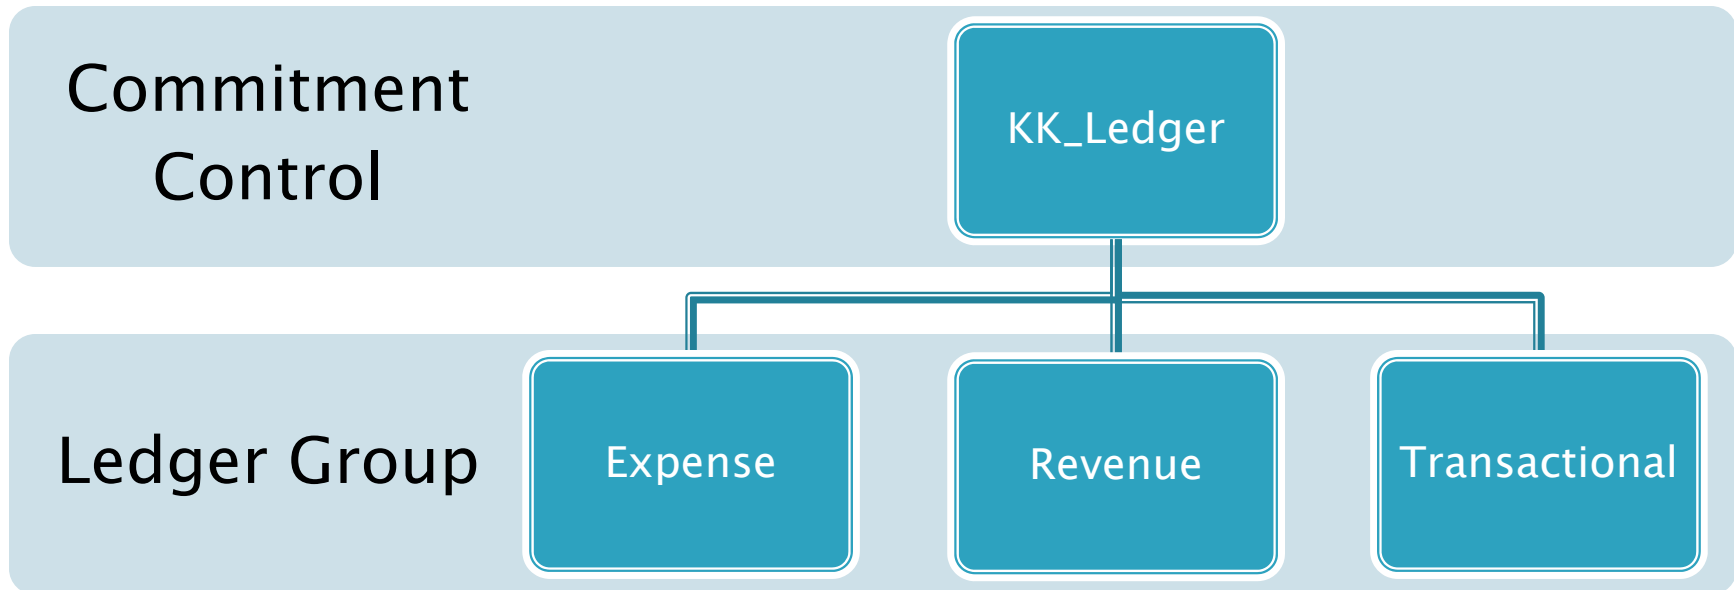 Commitment
Control
KK_Ledger
Ledger Group
Expense
Revenue
Transactional